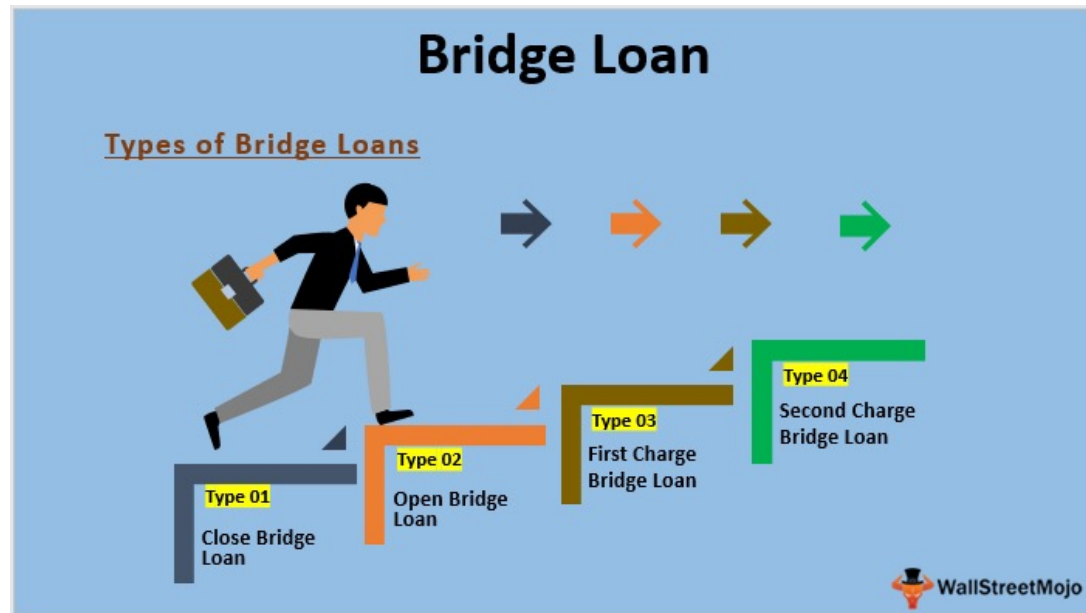 Bridge Loan
Types of Bridge Loans
Type 01
Close Bridge
Loan
Type 02
Open Bridge
Loan
Type 03
First Charge
Bridge Loan
Type 04
Second Charge
Bridge Loan
WallStreetMojo